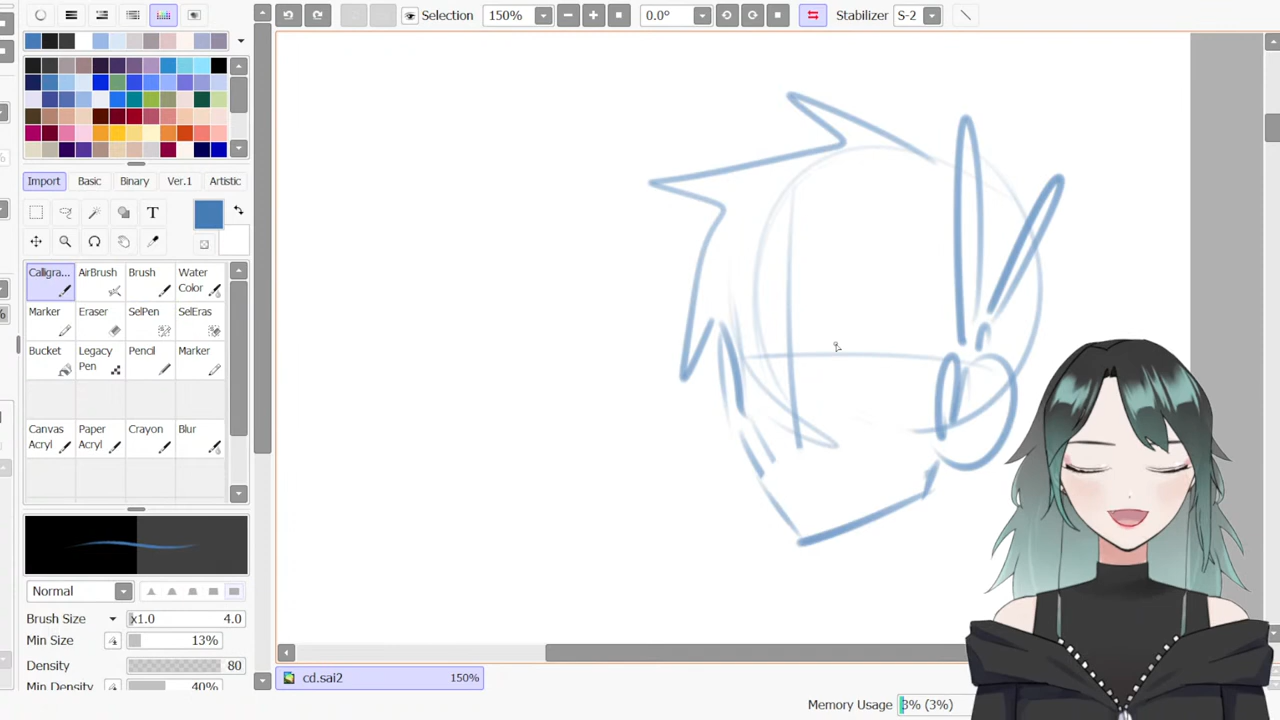 Selection 150% 0.0° Stabilizer S-2
Import Basic Binary Ver.1 Artistic
T
Calligra... AirBrush Brush Water Color
Marker Eraser SelPen SelEras
Bucket Legacy Pen Pencil Marker
Canvas Acryl Paper Acryl Crayon Blur
Normal
Brush Size x1.0 4.0
Min Size 13%
Density 80
Min Density 40%
cd.sai2 150%
Memory Usage 3% (3%)